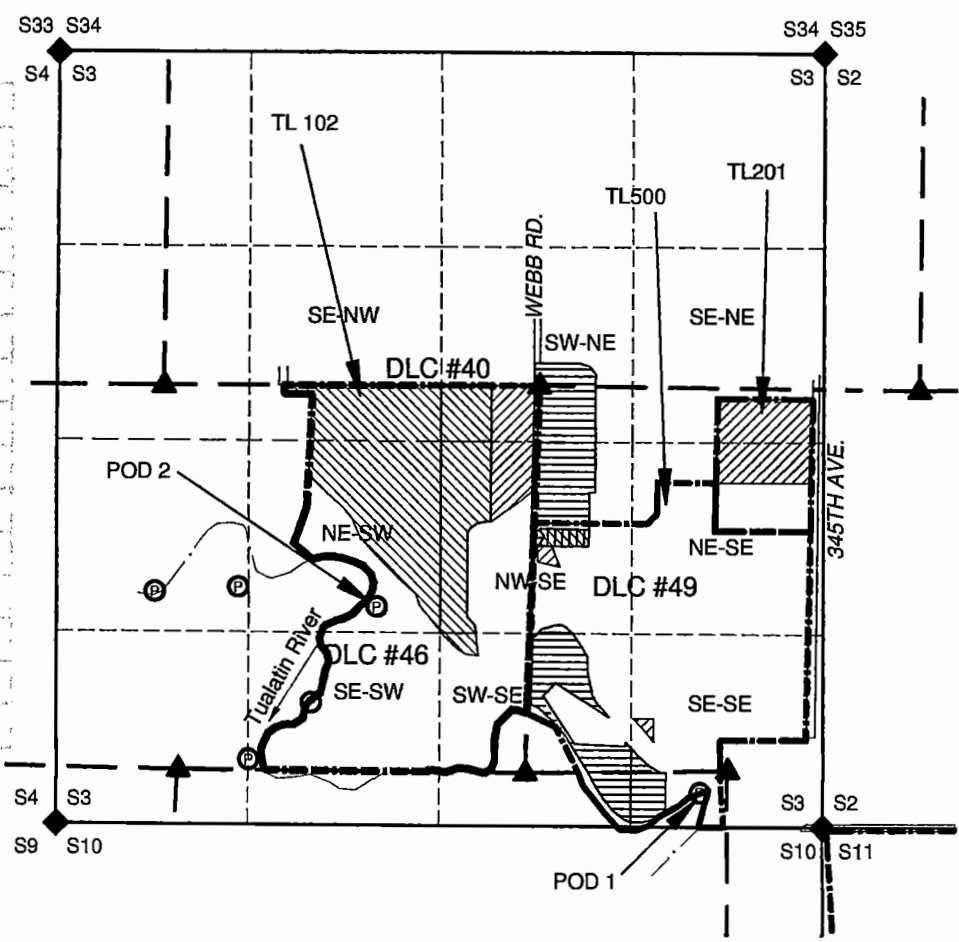 S33 S34
S34 S35
S4 S3
S3 S2
TL 102
TL500
TL201
WEBB RD.
SE-NW
SE-NE
SW-NE
DLC #40
POD 2
345TH AVE.
NE-SW
NE-SE
NW-SE
DLC #49
P
P
P
Tualatin River
DLC #46
SE-SW
SW-SE
SE-SE
P
P
S4 S3
S3 S2
S9 S10
S10 S11
POD 1